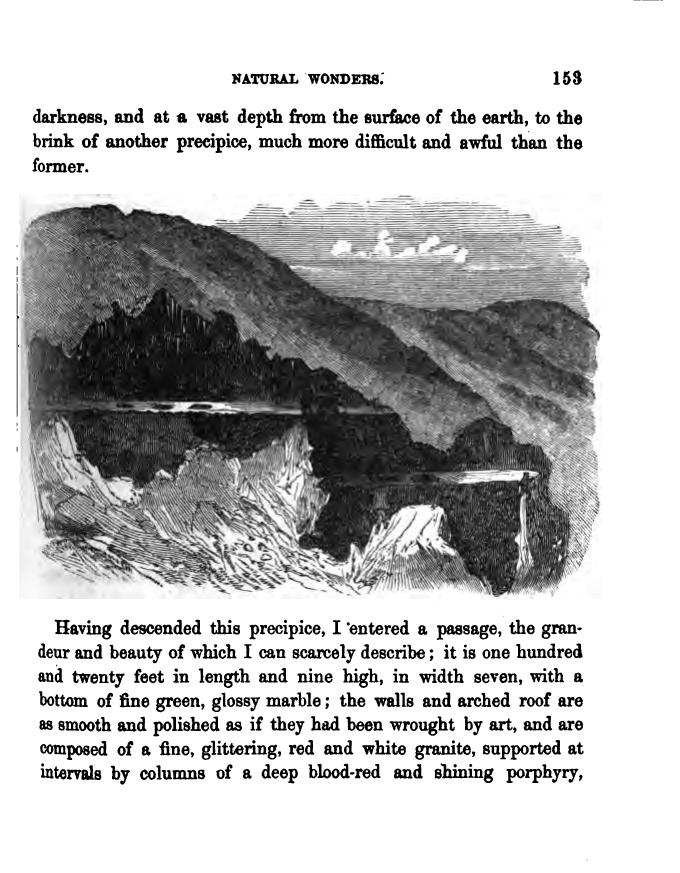 NATURAL WONDERS. 153
darkness, and at a vast depth from the surface of the earth, to the
brink of another precipice, much more difficult and awful than the
former.
Having descended this precipice, I entered a passage, the gran-
deur and beauty of which I can scarcely describe; it is one hundred
and twenty feet in length and nine high, in width seven, with a
bottom of fine green, glossy marble; the walls and arched roof are
as smooth and polished as if they had been wrought by art, and are
composed of a fine, glittering, red and white granite, supported at
intervals by columns of a deep blood-red and shining porphyry,